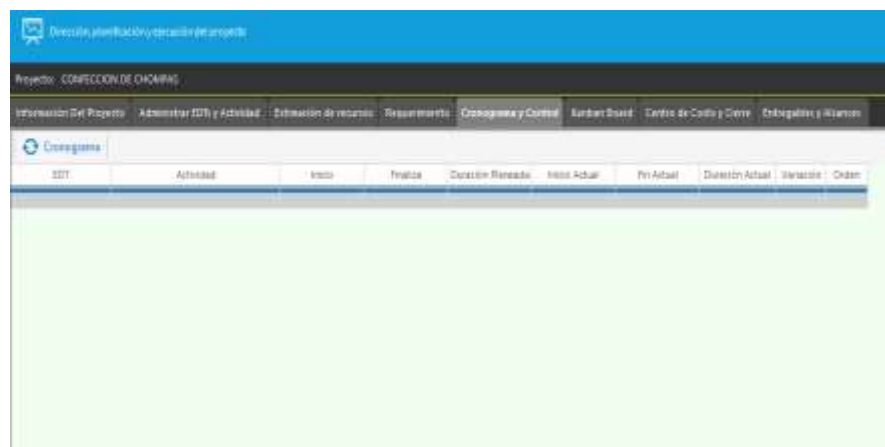 Dirección, planificación y ejecución del proyecto
Proyecto: CONFECCION DE CHOMPAS
Información Del Proyecto Administrar EDTs y Actividad Estimación de recursos Requerimiento Cronograma y Control Kanban Board Centro de Costo y Cierre Entregables y Alcances
Cronograma
EDT Actividad Inicio Finaliza Duración Planeada Inicio Actual Fin Actual Duración Actual Variación Orden